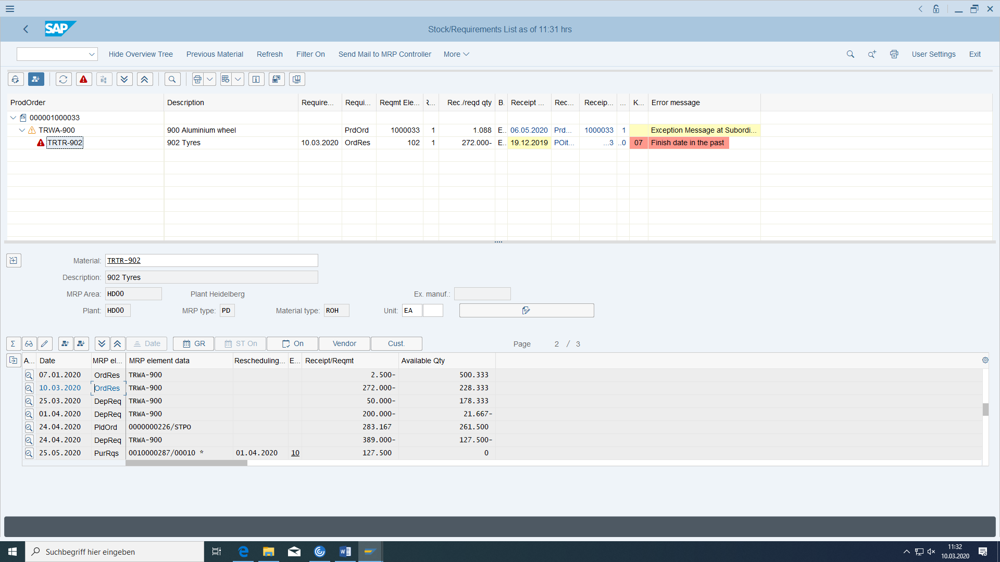 SAP
Stock/Requirements List as of 11:31 hrs
Hide Overview Tree Previous Material Refresh Filter On Send Mail to MRP Controller More User Settings Exit
ProdOrder Description Require... Requi... Reqmt Ele... R... Rec./reqd qty B. Receipt ... Rec... Receip... ... K... Error message
000001000033
TRWA-900 900 Aluminium wheel PrdOrd 1000033 1 1.088 E.. 06.05.2020 Prd... 1000033 1 Exception Message at Subordi...
TRTR-902 902 Tyres 10.03.2020 OrdRes 102 1 272.000- E.. 19.12.2019 POit... ...3 ..0 07 Finish date in the past
Material: TRTR-902
Description: 902 Tyres
MRP Area: HD00 Plant Heidelberg Ex. manuf.:
Plant: HD00 MRP type: PD Material type: ROH Unit: EA
Date GR ST On On Vendor Cust. Page 2 / 3
A... Date MRP el... MRP element data Rescheduling... E... Receipt/Reqmt Available Qty
07.01.2020 OrdRes TRWA-900 2.500- 500.333
10.03.2020 OrdRes TRWA-900 272.000- 228.333
25.03.2020 DepReq TRWA-900 50.000- 178.333
01.04.2020 DepReq TRWA-900 200.000- 21.667-
24.04.2020 PldOrd 0000000226/STPO 283.167 261.500
24.04.2020 DepReq TRWA-900 389.000- 127.500-
25.05.2020 PurRqs 0010000287/00010 * 01.04.2020 10 127.500 0
Suchbegriff hier eingeben
11:32
10.03.2020